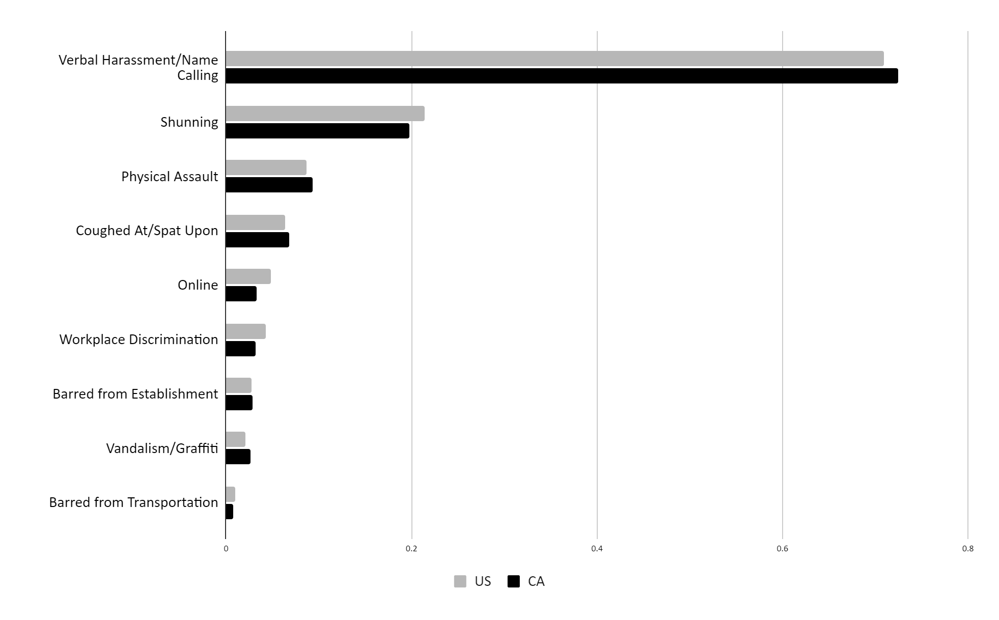 Verbal Harassment/Name
Calling
Shunning
Physical Assault
Coughed At/Spat Upon
Online
Workplace Discrimination
Barred from Establishment
Vandalism/Graffiti
Barred from Transportation
0 0.2 0.4 0.6 0.8
US CA